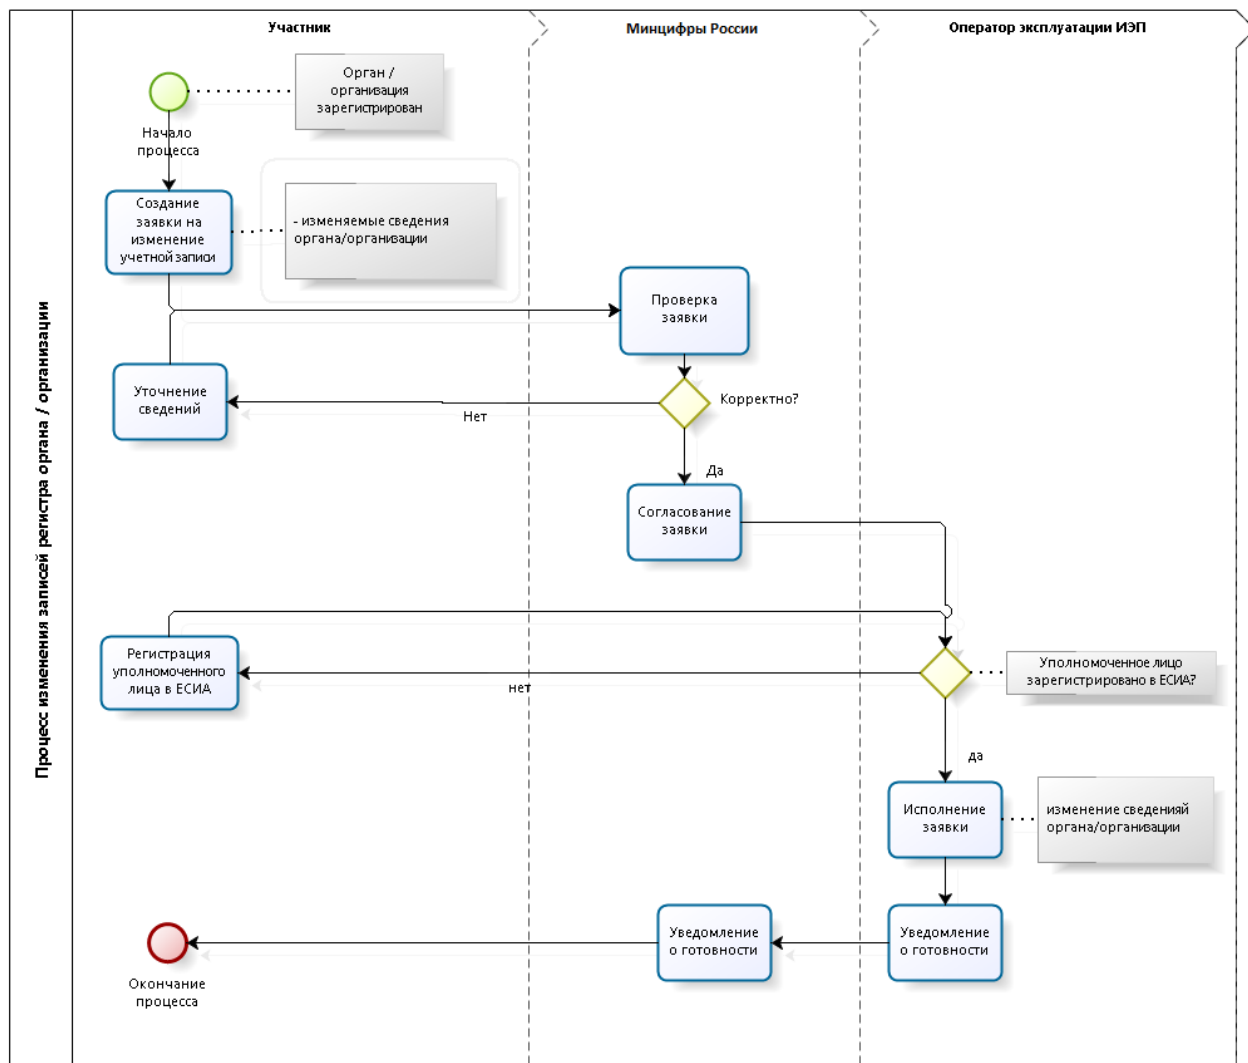 Участник
Минцифры России
Оператор эксплуатации ИЭП
Процесс изменения записей регистра органа / организации
Орган /
организация
зарегистрирован
Начало
процесса
Создание
заявки на
изменение
учетной записи
- изменяемые сведения
органа/организации
Проверка
заявки
Уточнение
сведений
Нет
Корректно?
Да
Согласование
заявки
Регистрация
уполномоченного
лица в ЕСИА
нет
Уполномоченное лицо
зарегистрировано в ЕСИА?
да
Исполнение
заявки
изменение сведенияй
органа/организации
Уведомление
о готовности
Уведомление
о готовности
Окончание
процесса